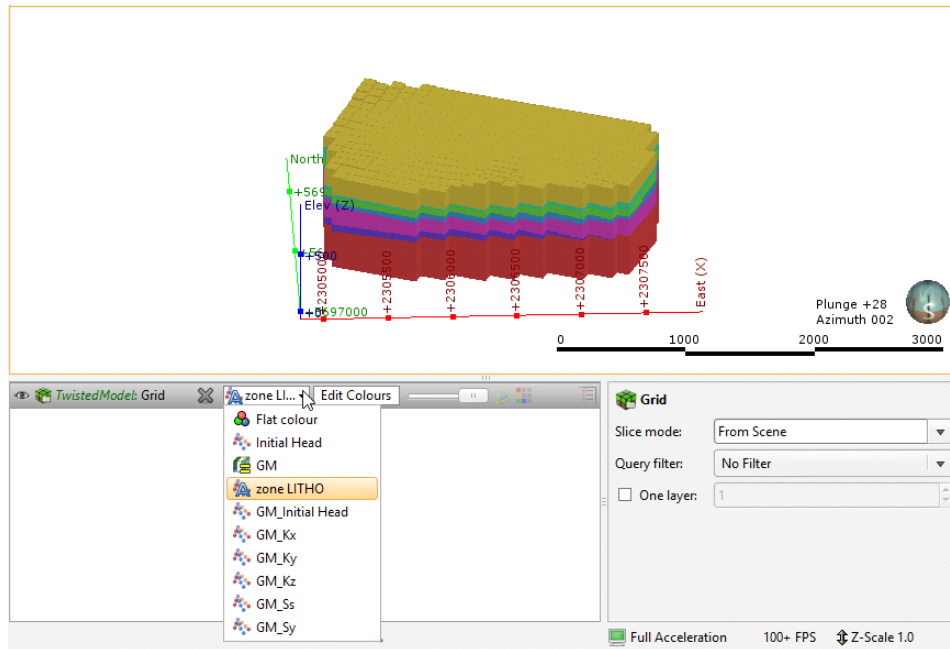 North
+569
Elev (Z)
+56
+500
+0
+5697000
+2305000
+2305500
+2306000
+2306500
+2307000
+2307500
East (X)
Plunge +28
Azimuth 002
0 1000 2000 3000
TwistedModel: Grid zone LI... Edit Colours
Flat colour
Initial Head
GM
zone LITHO
GM_Initial Head
GM_Kx
GM_Ky
GM_Kz
GM_Ss
GM_Sy
Grid
Slice mode: From Scene
Query filter: No Filter
One layer: 1
Full Acceleration 100+ FPS Z-Scale 1.0